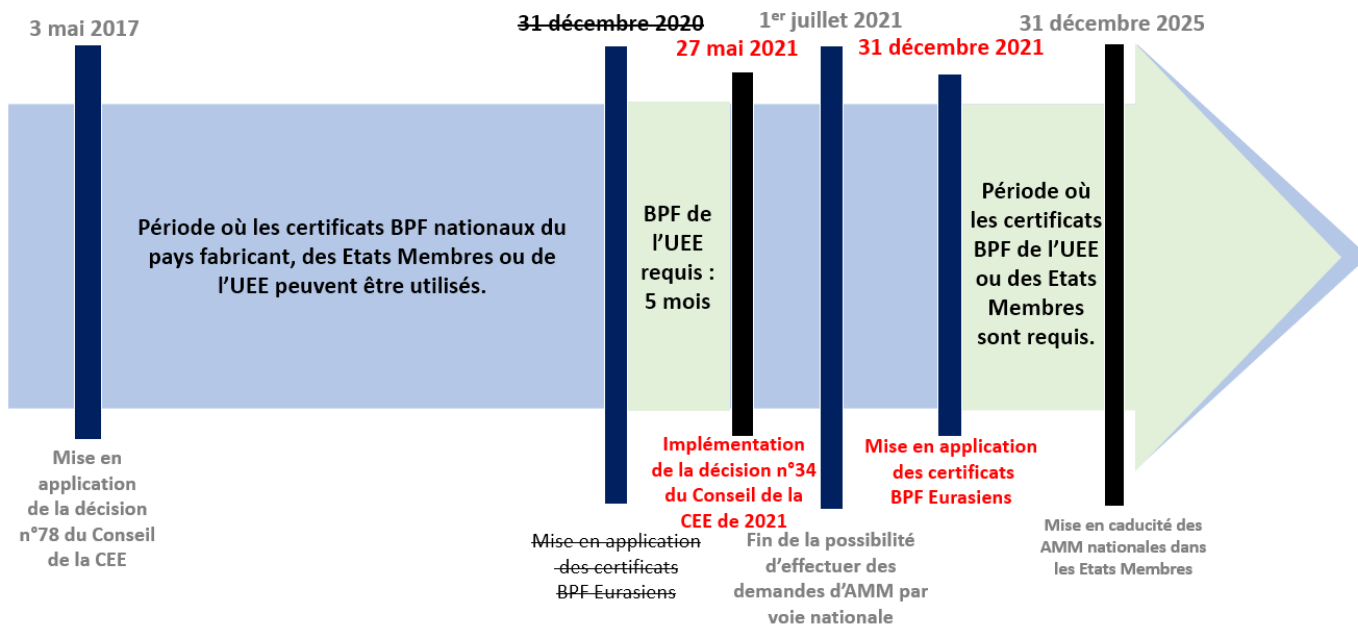 3 mai 2017
31 décembre 2020
27 mai 2021
1er juillet 2021
31 décembre 2021
31 décembre 2025
Période où les certificats BPF nationaux du
pays fabricant, des Etats Membres ou de
l'UEE peuvent être utilisés.
BPF de
l'UEE
requis :
5 mois
Période où
les certificats
BPF de l'UEE
ou des Etats
Membres
sont requis.
Mise en
application
de la décision
n°78 du Conseil
de la CEE
Mise en application
des certificats
BPF Eurasiens
Implémentation
de la décision n°34
du Conseil de la
CEE de 2021
Fin de la possibilité
d'effectuer des
demandes d'AMM par
voie nationale
Mise en application
des certificats
BPF Eurasiens
Mise en caducité des
AMM nationales dans
les Etats Membres